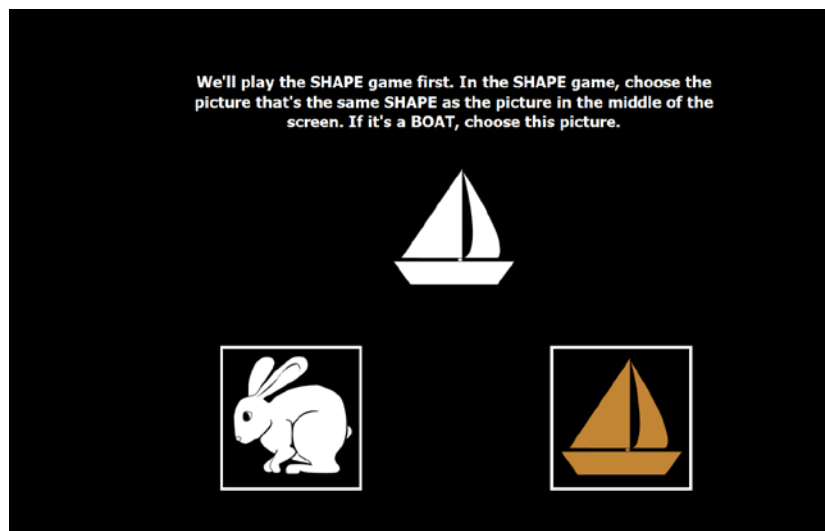 We'll play the SHAPE game first. In the SHAPE game, choose the
picture that's the same SHAPE as the picture in the middle of the
screen. If it's a BOAT, choose this picture.